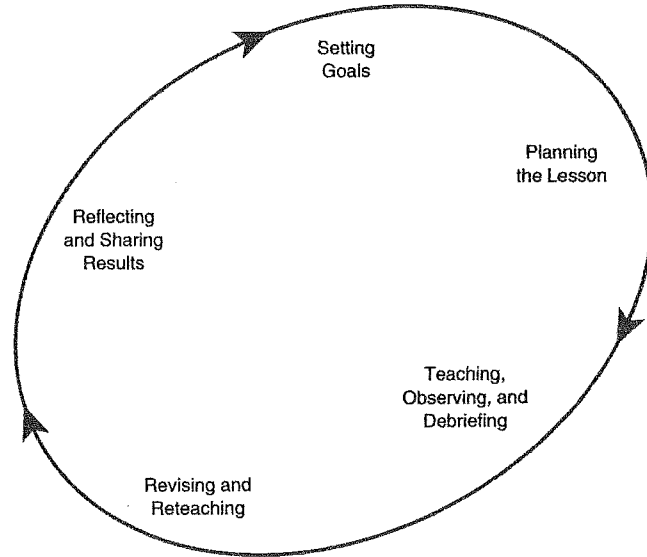 Setting
Goals
Planning
the Lesson
Teaching,
Observing, and
Debriefing
Revising and
Reteaching
Reflecting
and Sharing
Results